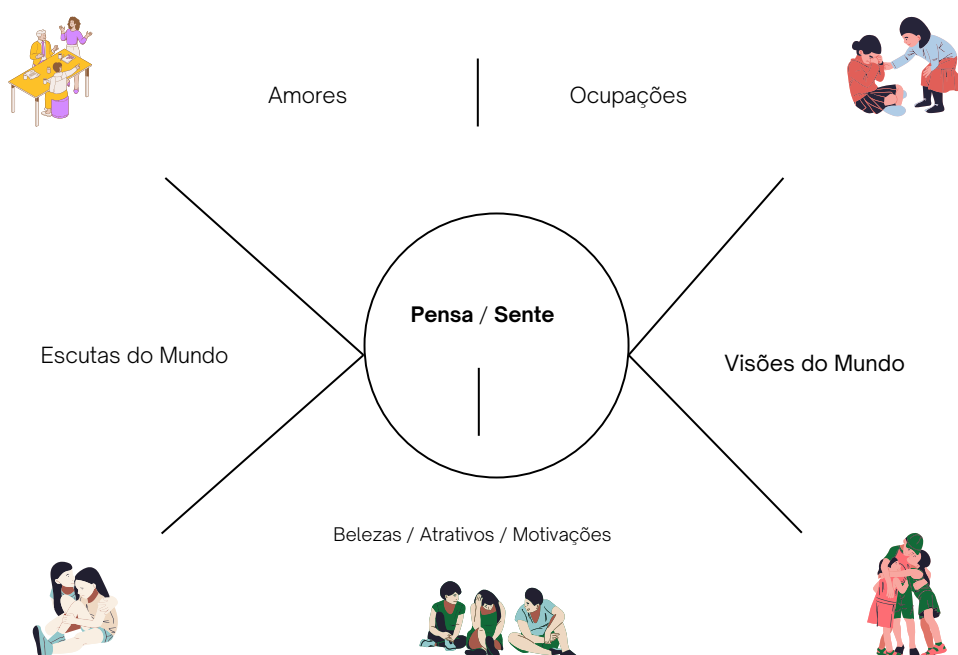 Amores
Ocupações
Pensa / Sente
Escutas do Mundo
Visões do Mundo
Belezas / Atrativos / Motivações